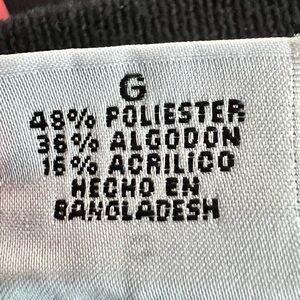 G
48% POLIESTER
36% ALGODON
16% ACRILICO
HECHO EN
BANGLADESH